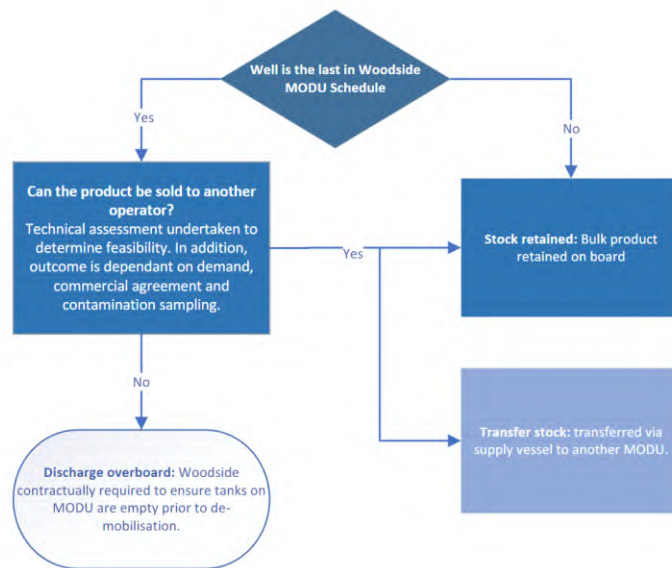 Well is the last in Woodside
MODU Schedule
Yes
No
Can the product be sold to another
operator?
Technical assessment undertaken to
determine feasibility. In addition,
outcome is dependant on demand,
commercial agreement and
contamination sampling.
Yes
Stock retained: Bulk product
retained on board
No
Transfer stock: transferred via
supply vessel to another MODU.
Discharge overboard: Woodside
contractually required to ensure tanks on
MODU are empty prior to de-
mobilisation.